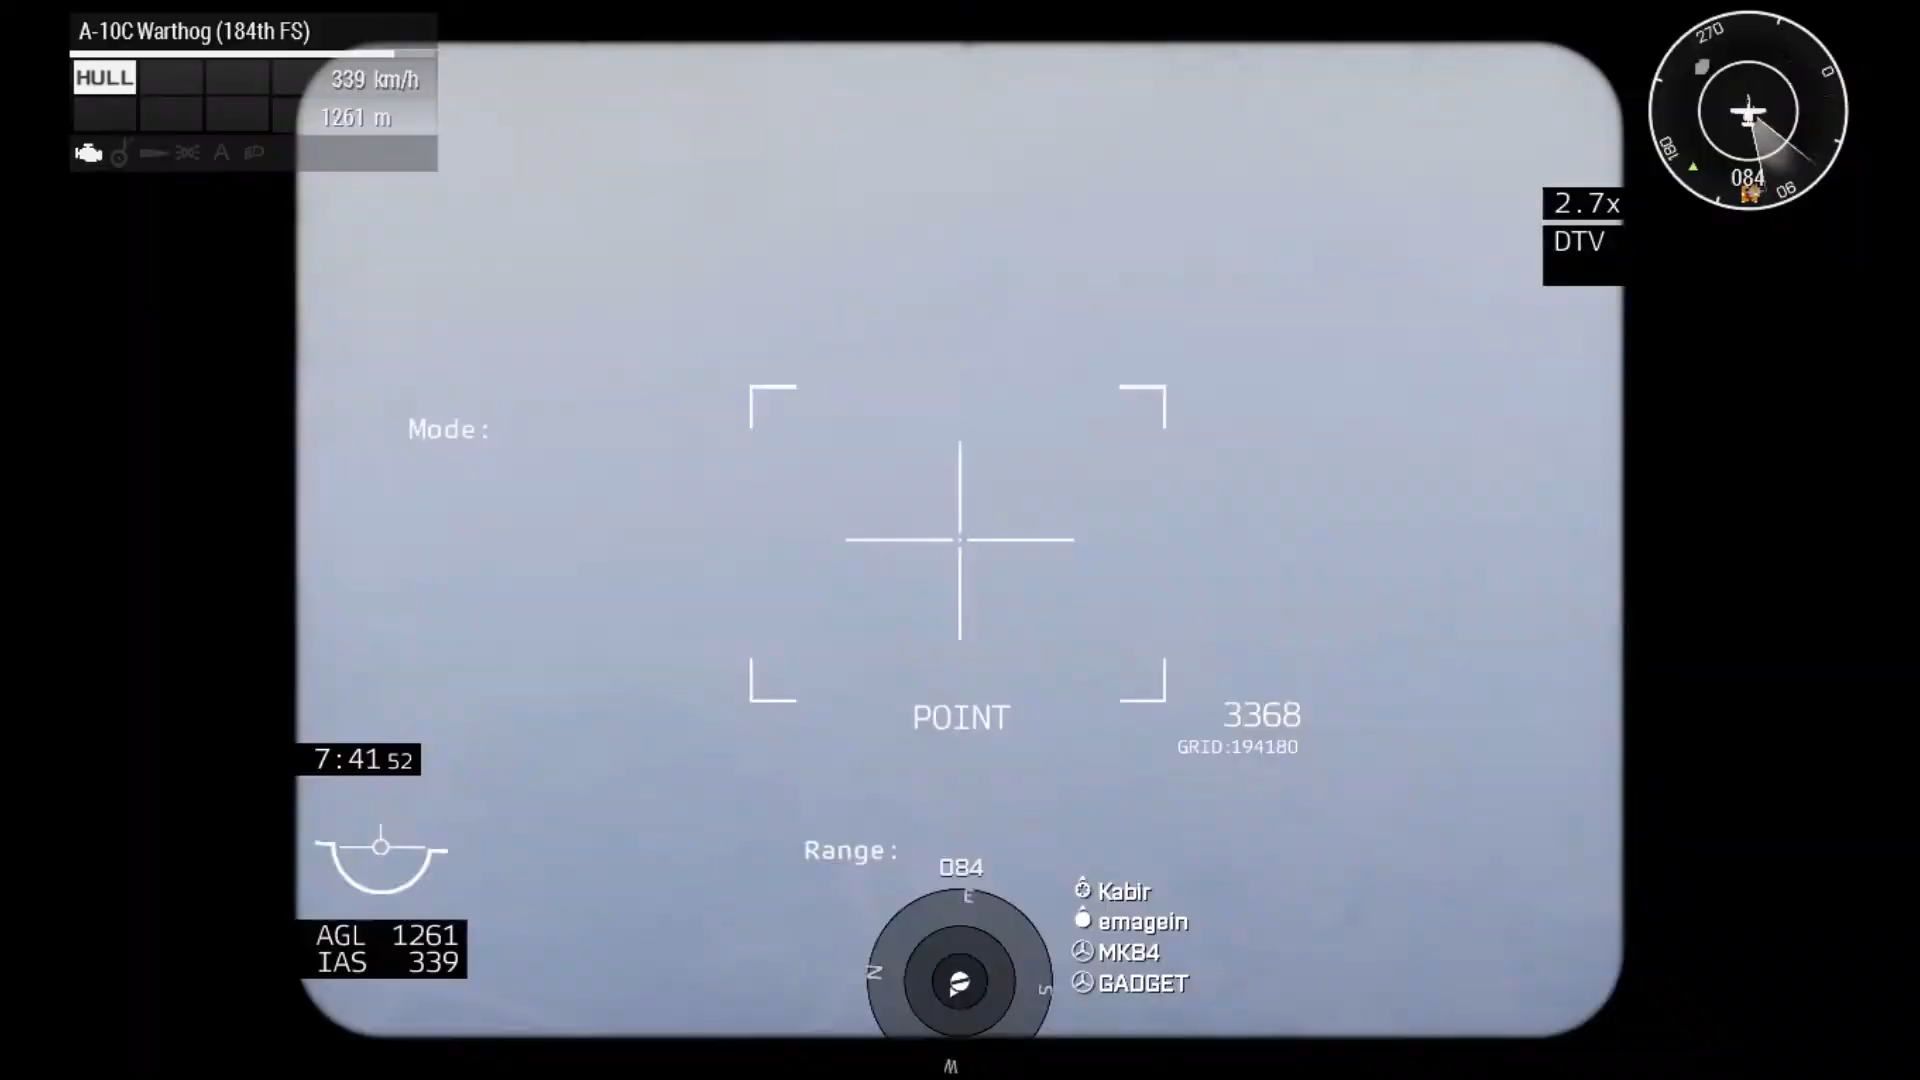 A-10C Warthog (184th FS)
HULL
339 km/h
1261 m
A
270
0
180
084
90
2.7x
DTV
Mode:
POINT
3368
GRID:194180
7:41 52
Range:
084
E
N
S
W
AGL 1261
IAS 339
Kabir
emagein
MKB4
GADGET